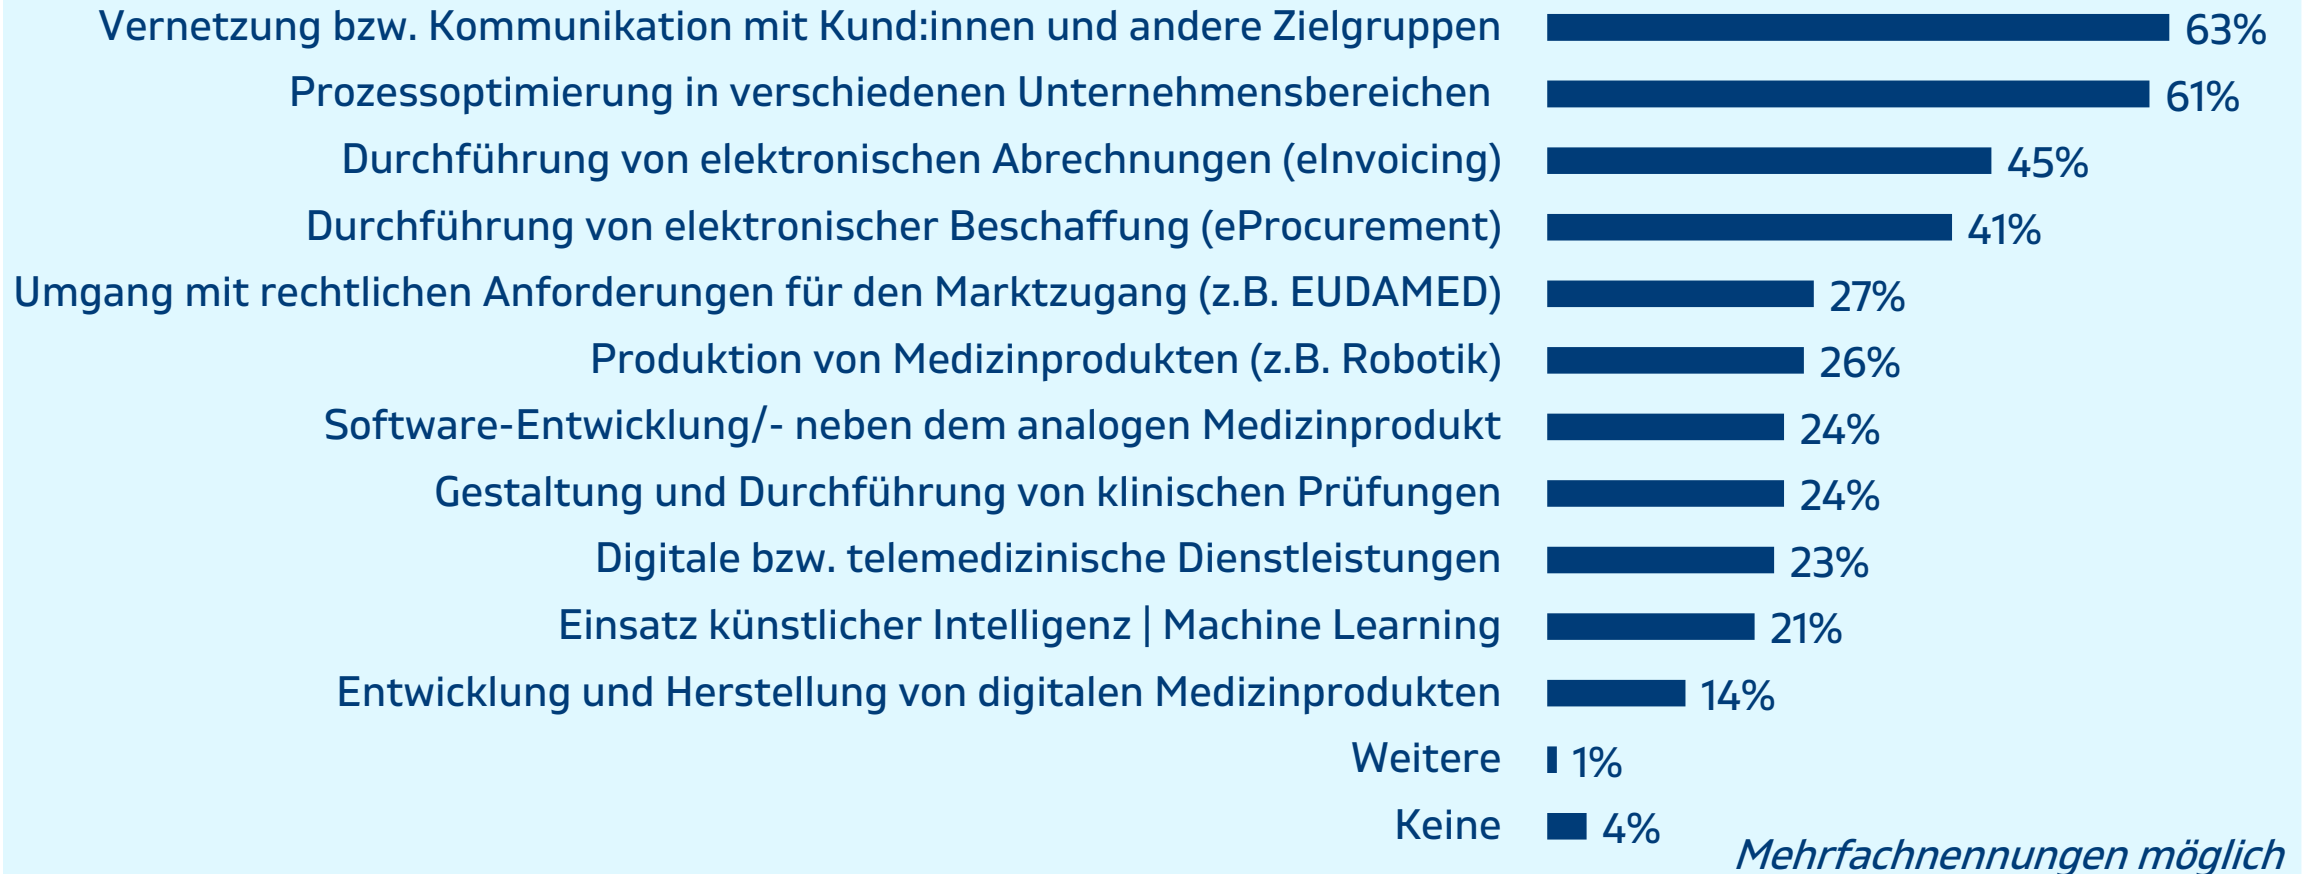 Vernetzung bzw. Kommunikation mit Kund:innen und andere Zielgruppen 63%
Prozessoptimierung in verschiedenen Unternehmensbereichen 61%
Durchführung von elektronischen Abrechnungen (eInvoicing) 45%
Durchführung von elektronischer Beschaffung (eProcurement) 41%
Umgang mit rechtlichen Anforderungen für den Marktzugang (z.B. EUDAMED) 27%
Produktion von Medizinprodukten (z.B. Robotik) 26%
Software-Entwicklung/- neben dem analogen Medizinprodukt 24%
Gestaltung und Durchführung von klinischen Prüfungen 24%
Digitale bzw. telemedizinische Dienstleistungen 23%
Einsatz künstlicher Intelligenz | Machine Learning 21%
Entwicklung und Herstellung von digitalen Medizinprodukten 14%
Weitere 1%
Keine 4%
Mehrfachnennungen möglich